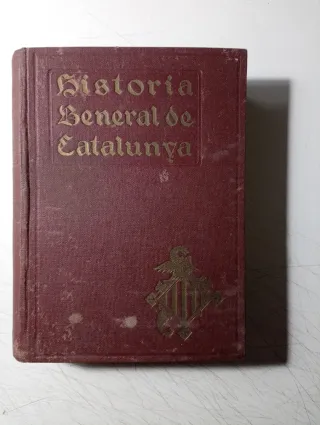 Historia
General de
Catalunya